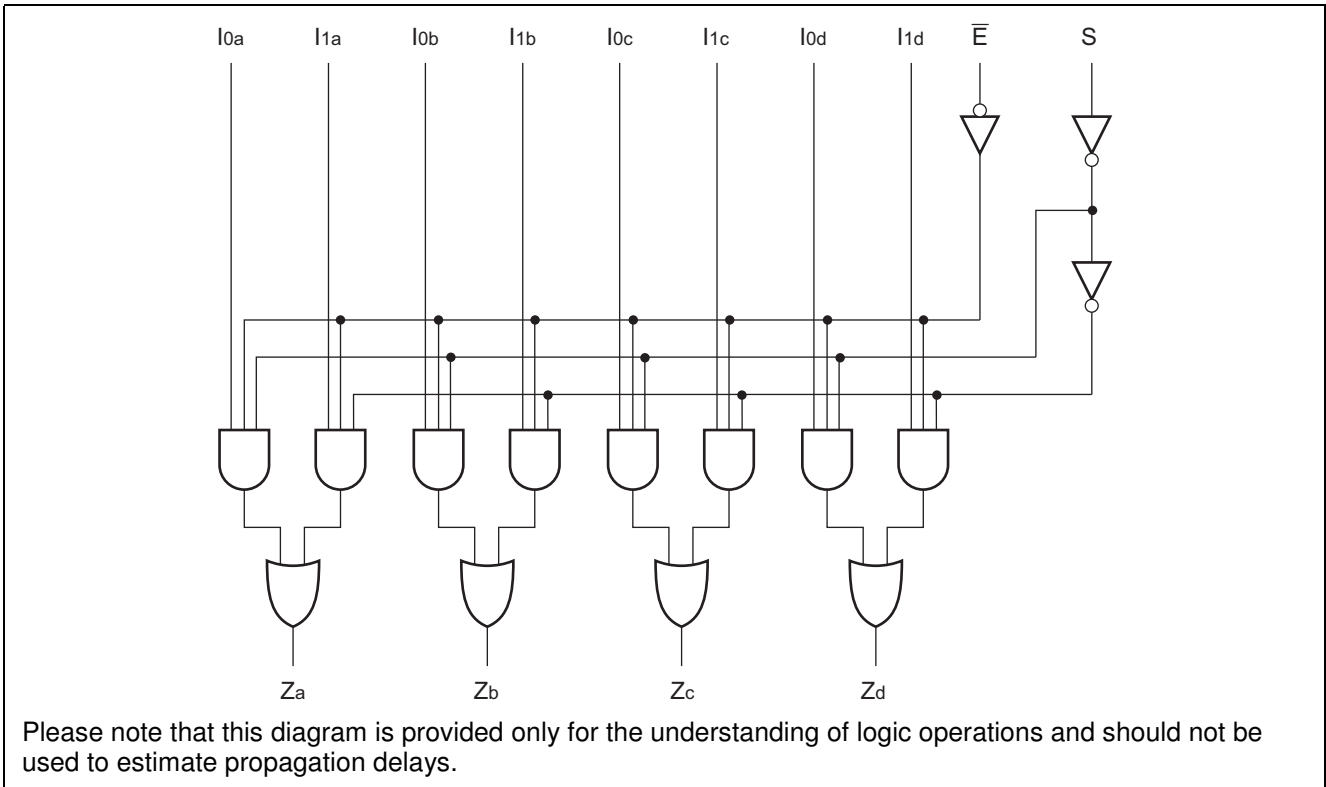 I0a I1a I0b I1b I0c I1c I0d I1d E̅ S
Za Zb Zc Zd
Please note that this diagram is provided only for the understanding of logic operations and should not be
used to estimate propagation delays.